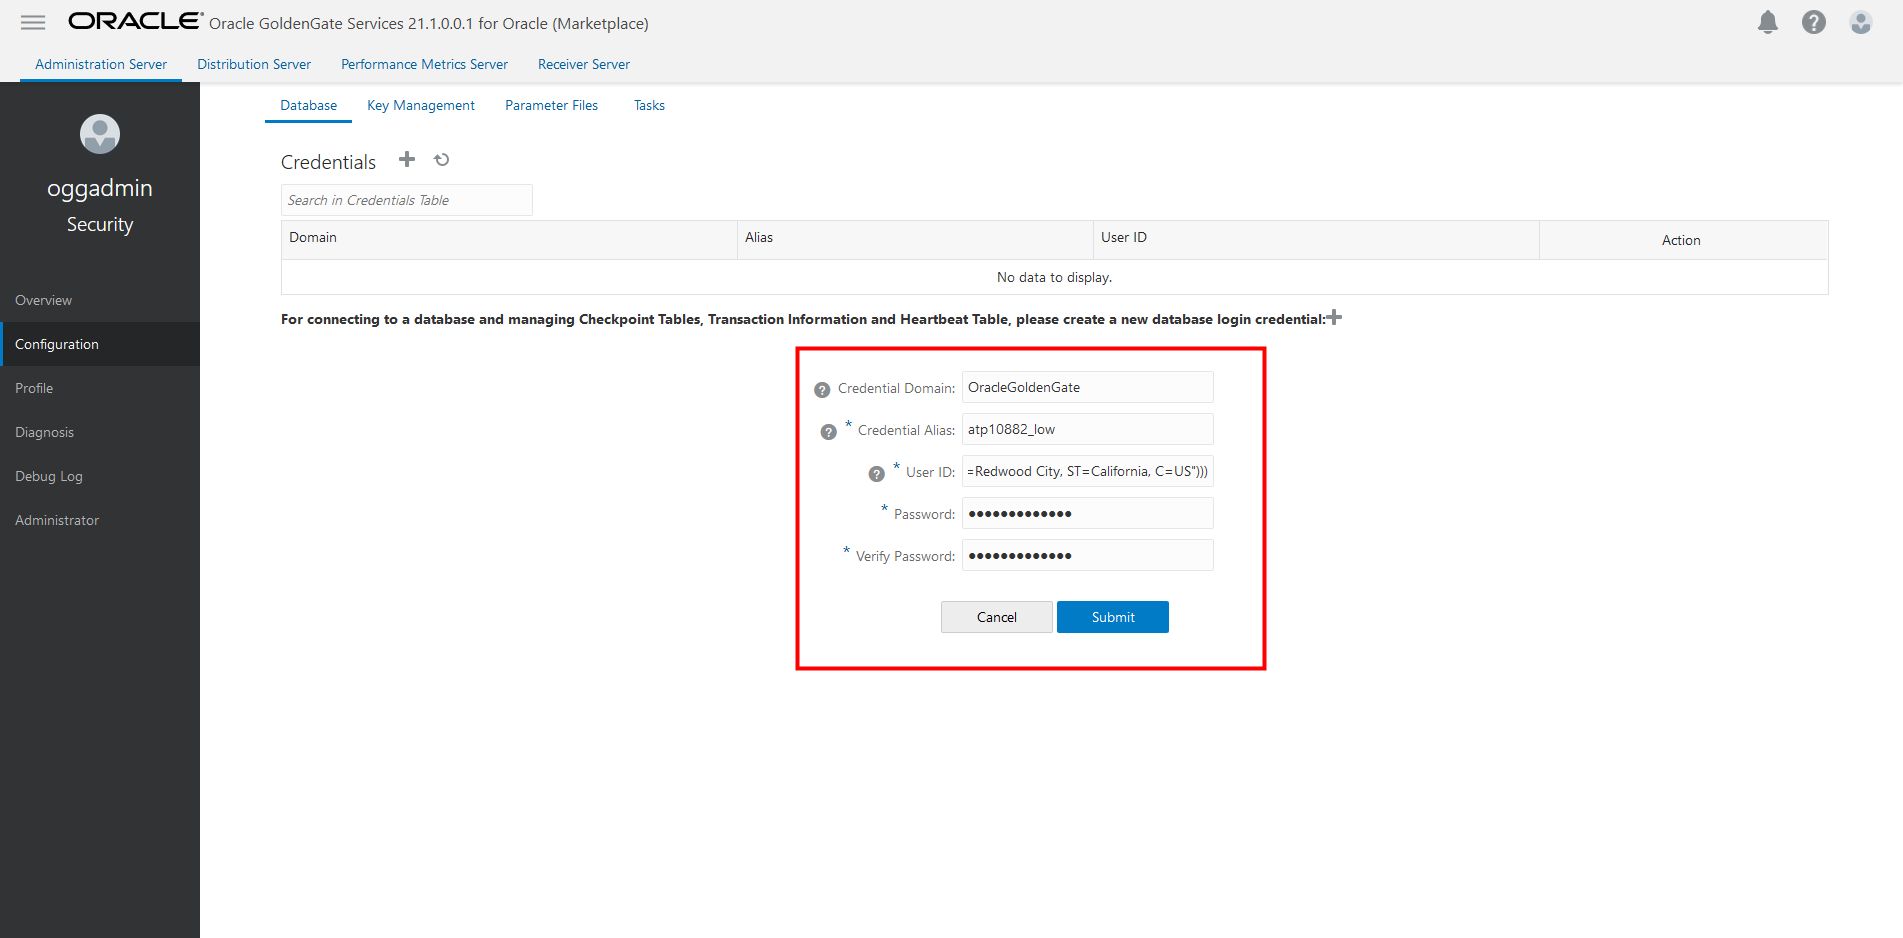 ORACLE Oracle GoldenGate Services 21.1.0.0.1 for Oracle (Marketplace)
Administration Server Distribution Server Performance Metrics Server Receiver Server
oggadmin
Security
Overview
Configuration
Profile
Diagnosis
Debug Log
Administrator
Database Key Management Parameter Files Tasks
Credentials
Search in Credentials Table
Domain Alias User ID Action
No data to display.
For connecting to a database and managing Checkpoint Tables, Transaction Information and Heartbeat Table, please create a new database login credential:
Credential Domain: OracleGoldenGate
* Credential Alias: atp10882_low
* User ID: =Redwood City, ST=California, C=US")))
* Password: ●●●●●●●●●●●●●
* Verify Password: ●●●●●●●●●●●●●
Cancel Submit